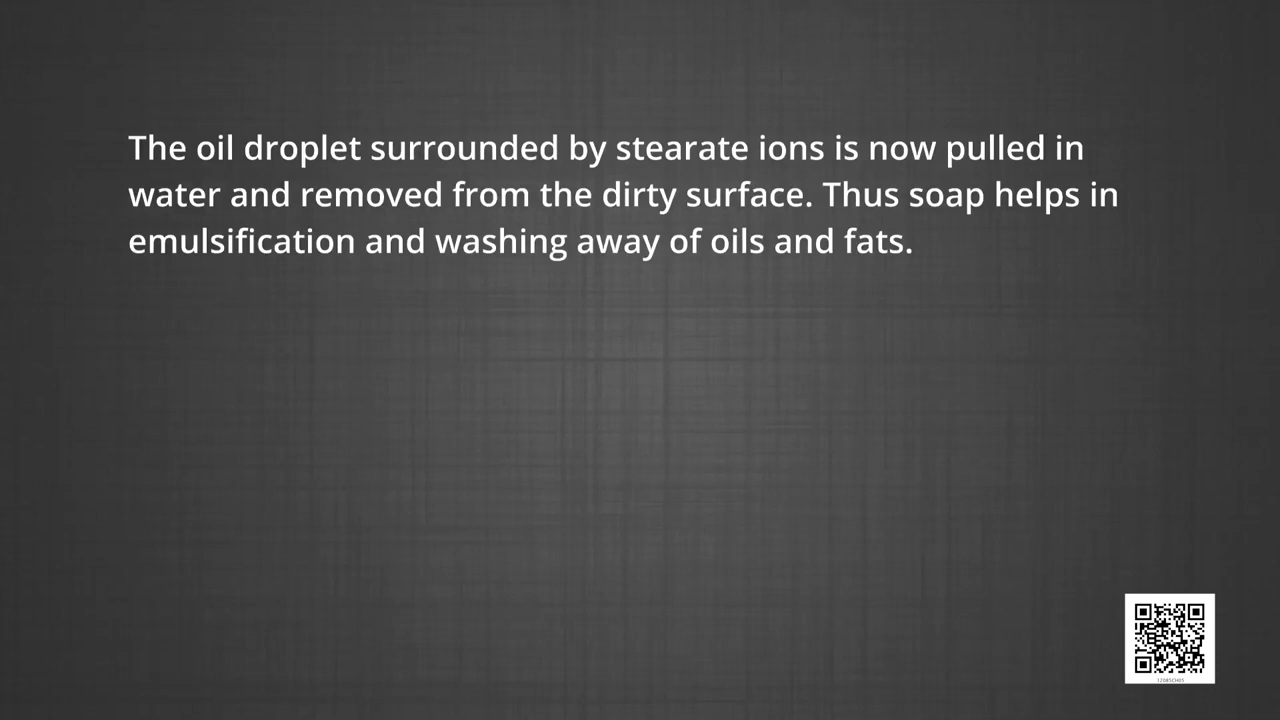 The oil droplet surrounded by stearate ions is now pulled in
water and removed from the dirty surface. Thus soap helps in
emulsification and washing away of oils and fats.